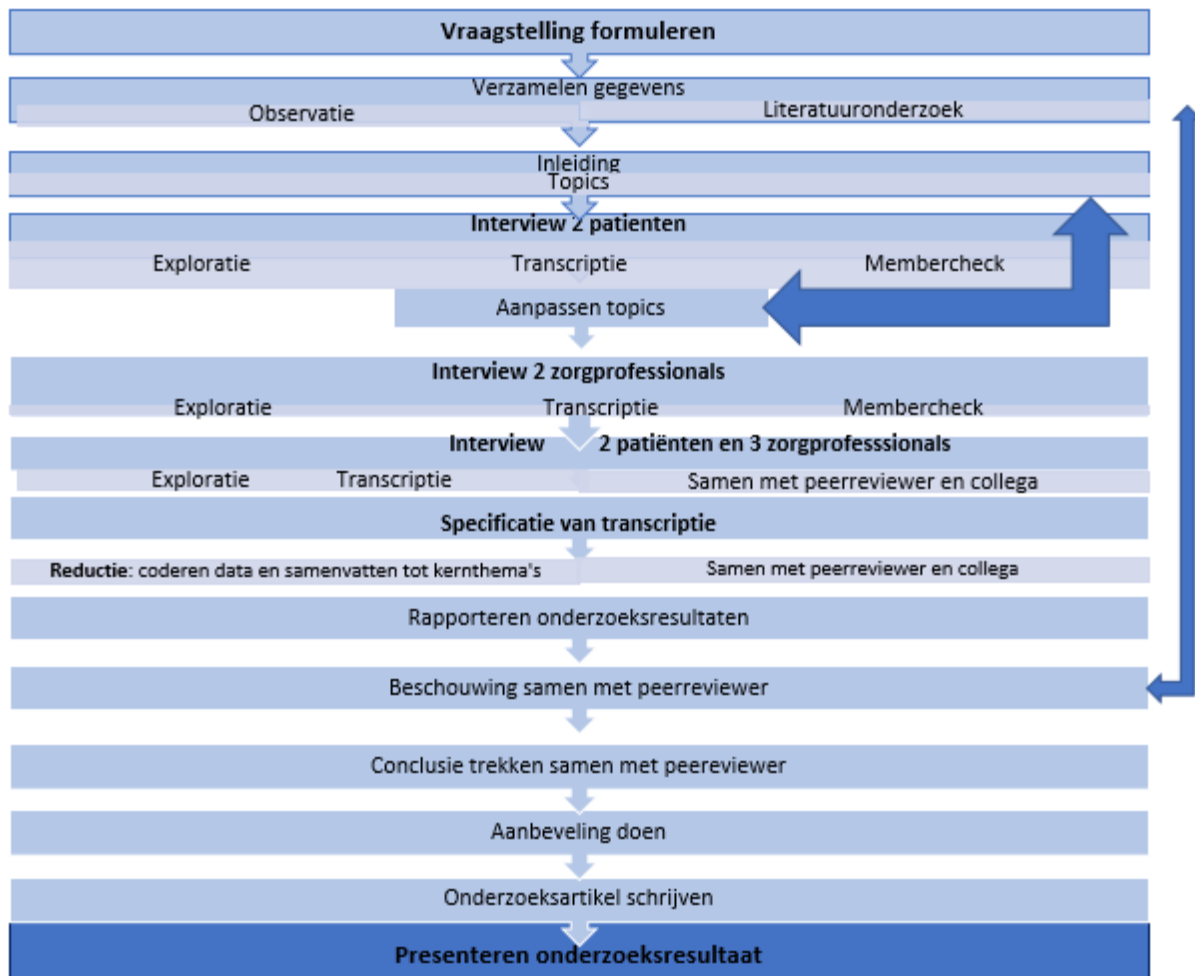 Vraagstelling formuleren
Verzamelen gegevens
Observatie Literatuuronderzoek
Inleiding
Topics
Interview 2 patienten
Exploratie Transcriptie Membercheck
Aanpassen topics
Interview 2 zorgprofessionals
Exploratie Transcriptie Membercheck
Interview 2 patiënten en 3 zorgprofesssionals
Exploratie Transcriptie Samen met peerreviewer en collega
Specificatie van transcriptie
Reductie: coderen data en samenvatten tot kernthema's Samen met peerreviewer en collega
Rapporteren onderzoeksresultaten
Beschouwing samen met peerreviewer
Conclusie trekken samen met peereviewer
Aanbeveling doen
Onderzoeksartikel schrijven
Presenteren onderzoeksresultaat